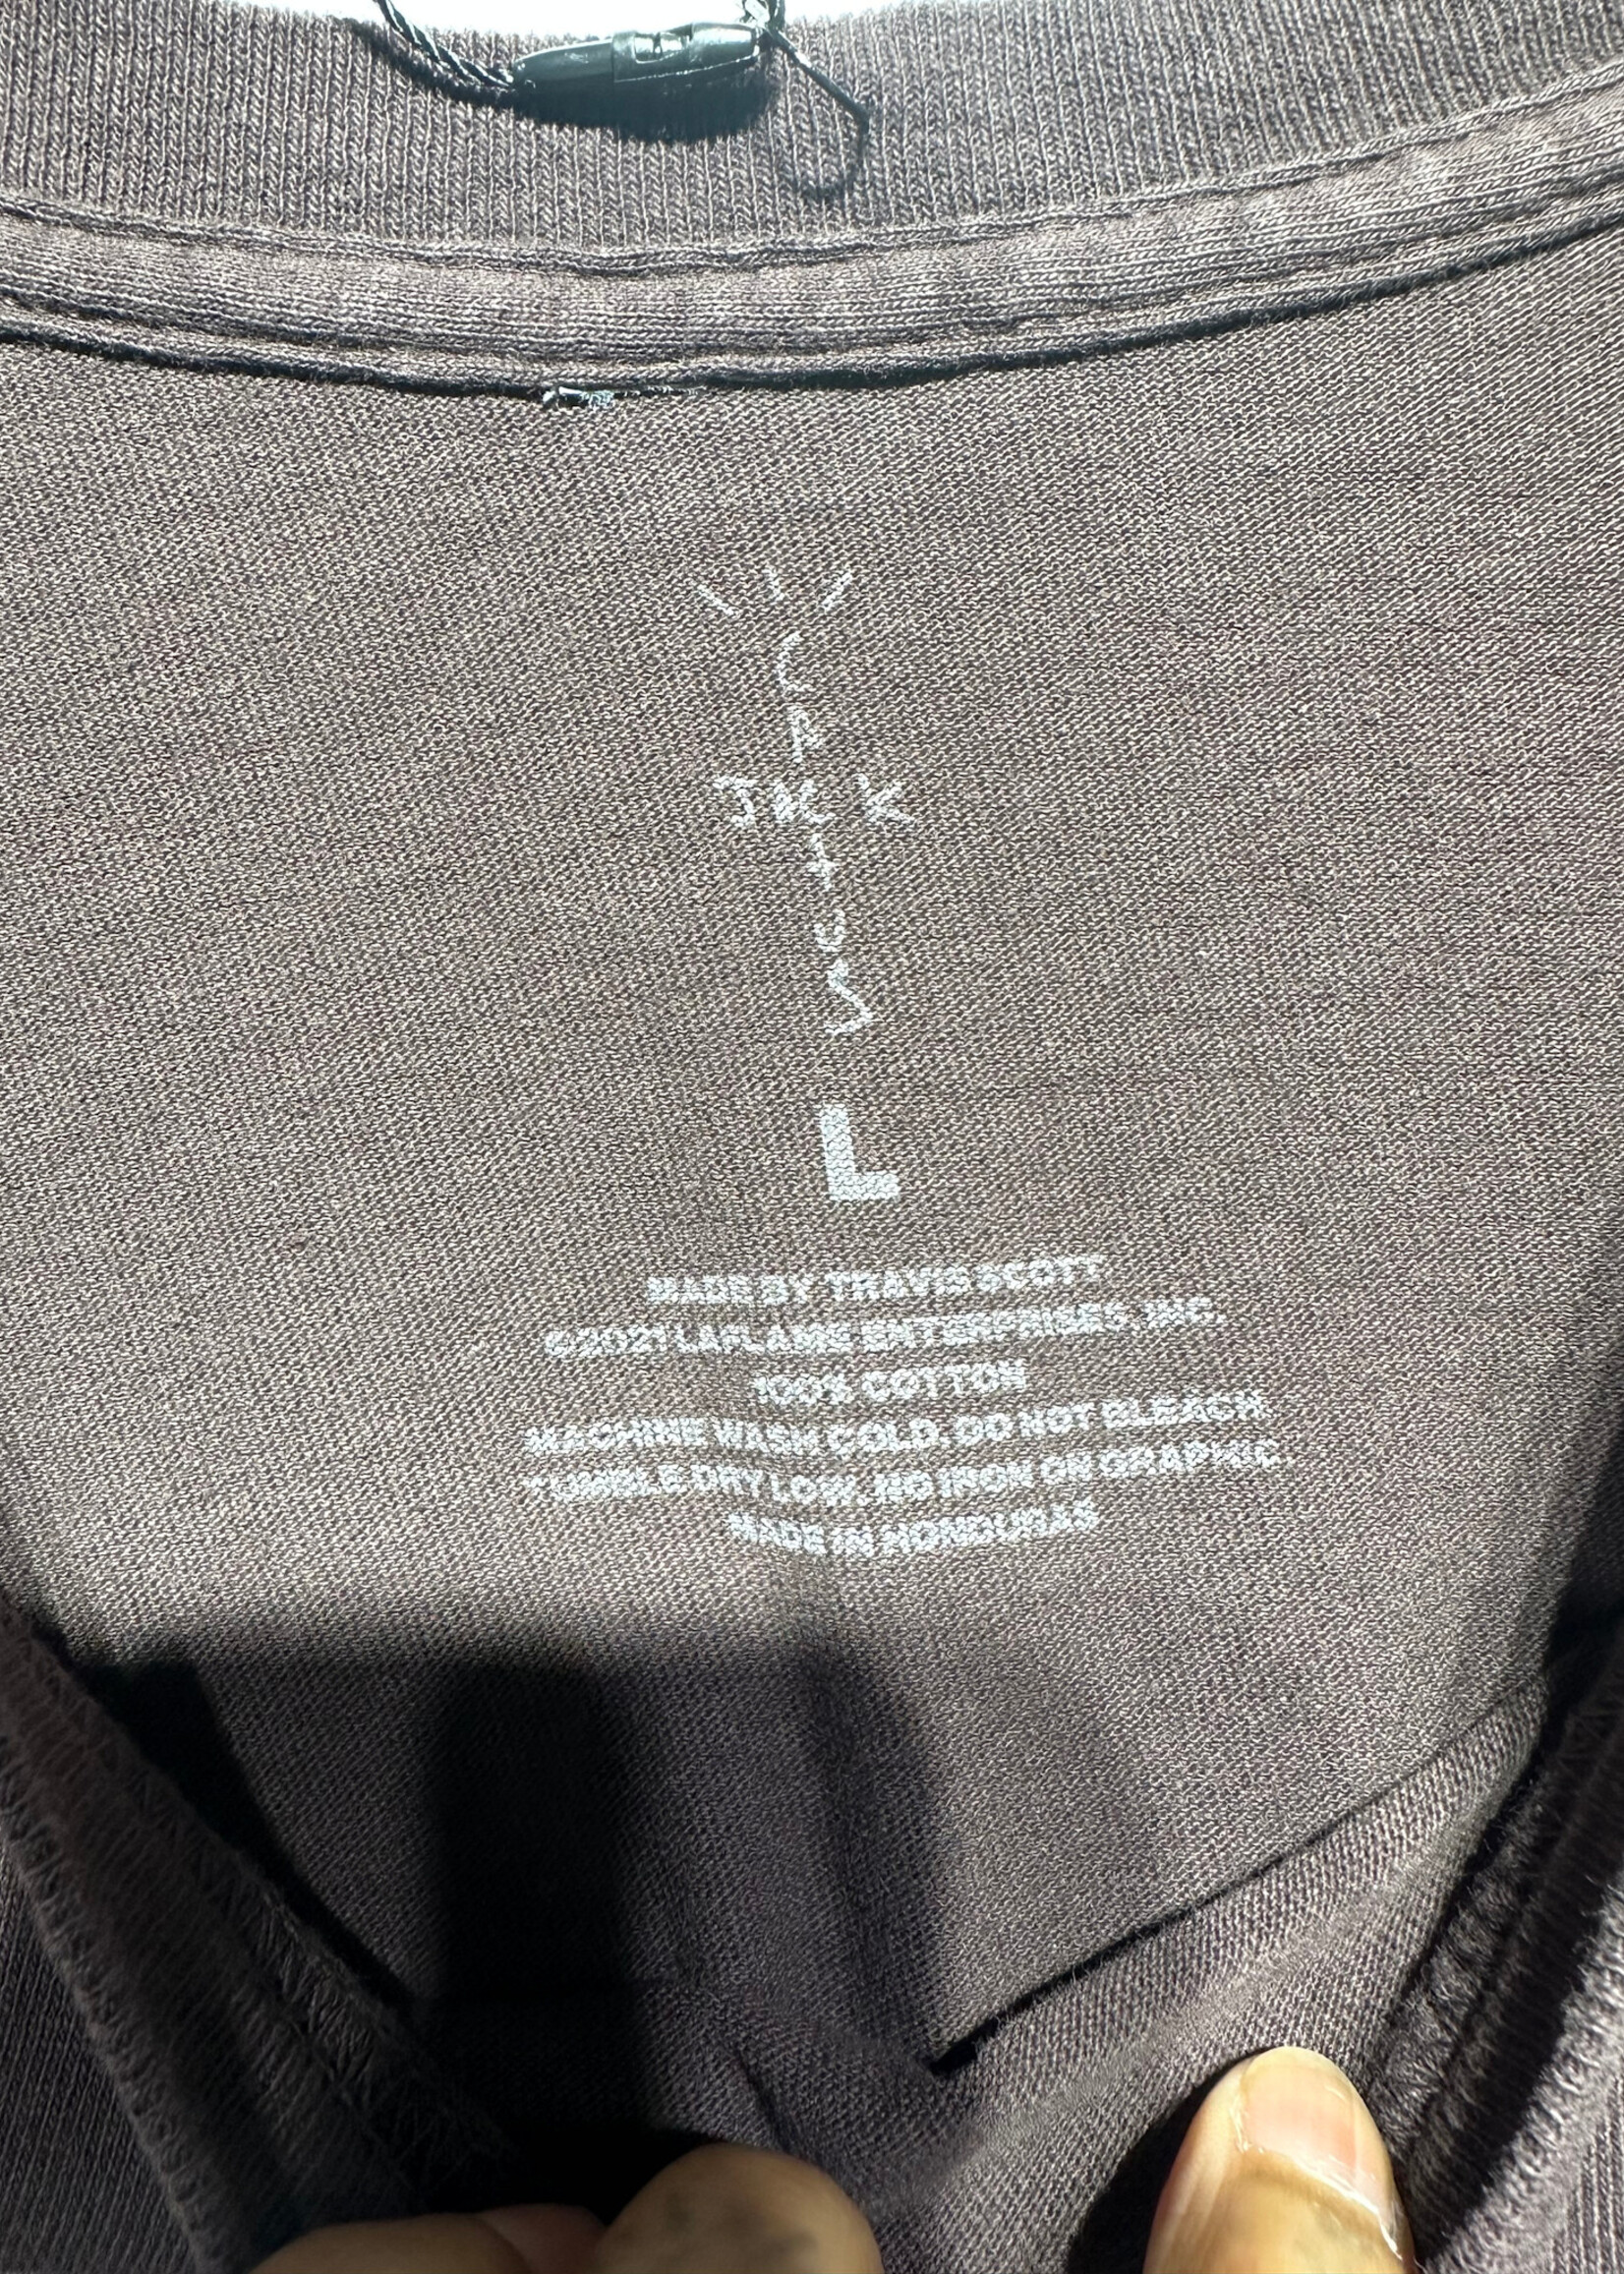 CACTUS
JACK
L
MADE BY TRAVIS SCOTT
©2021 LAFLAME ENTERPRISES, INC.
100% COTTON
MACHINE WASH COLD. DO NOT BLEACH
TUMBLE DRY LOW. NO IRON ON GRAPHIC
MADE IN HONDURAS